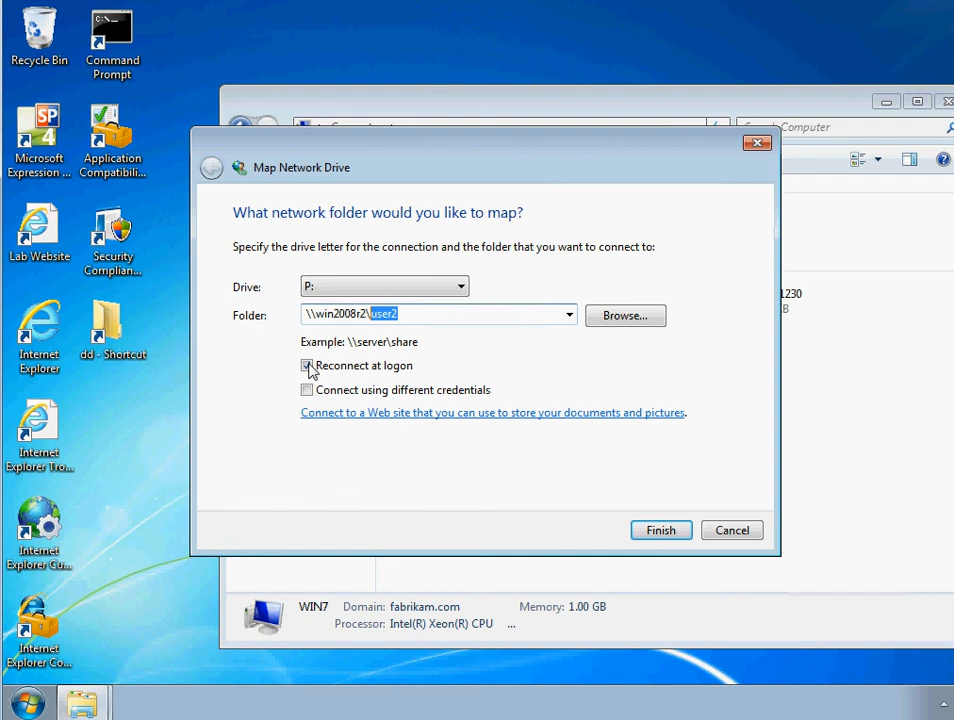 Recycle Bin
Command
Prompt
Microsoft
Expression ...
Application
Compatibili...
Lab Website
Security
Complian...
Internet
Explorer
dd - Shortcut
Internet
Explorer Tro...
Internet
Explorer Cu...
Internet
Explorer Co...
Computer
Map Network Drive
What network folder would you like to map?
Specify the drive letter for the connection and the folder that you want to connect to:
Drive:
P:
Folder:
\\win2008r2\user2
Browse...
Example: \\server\share
Reconnect at logon
Connect using different credentials
Connect to a Web site that you can use to store your documents and pictures.
Finish
Cancel
WIN7
Domain: fabrikam.com
Memory: 1.00 GB
Processor: Intel(R) Xeon(R) CPU ...